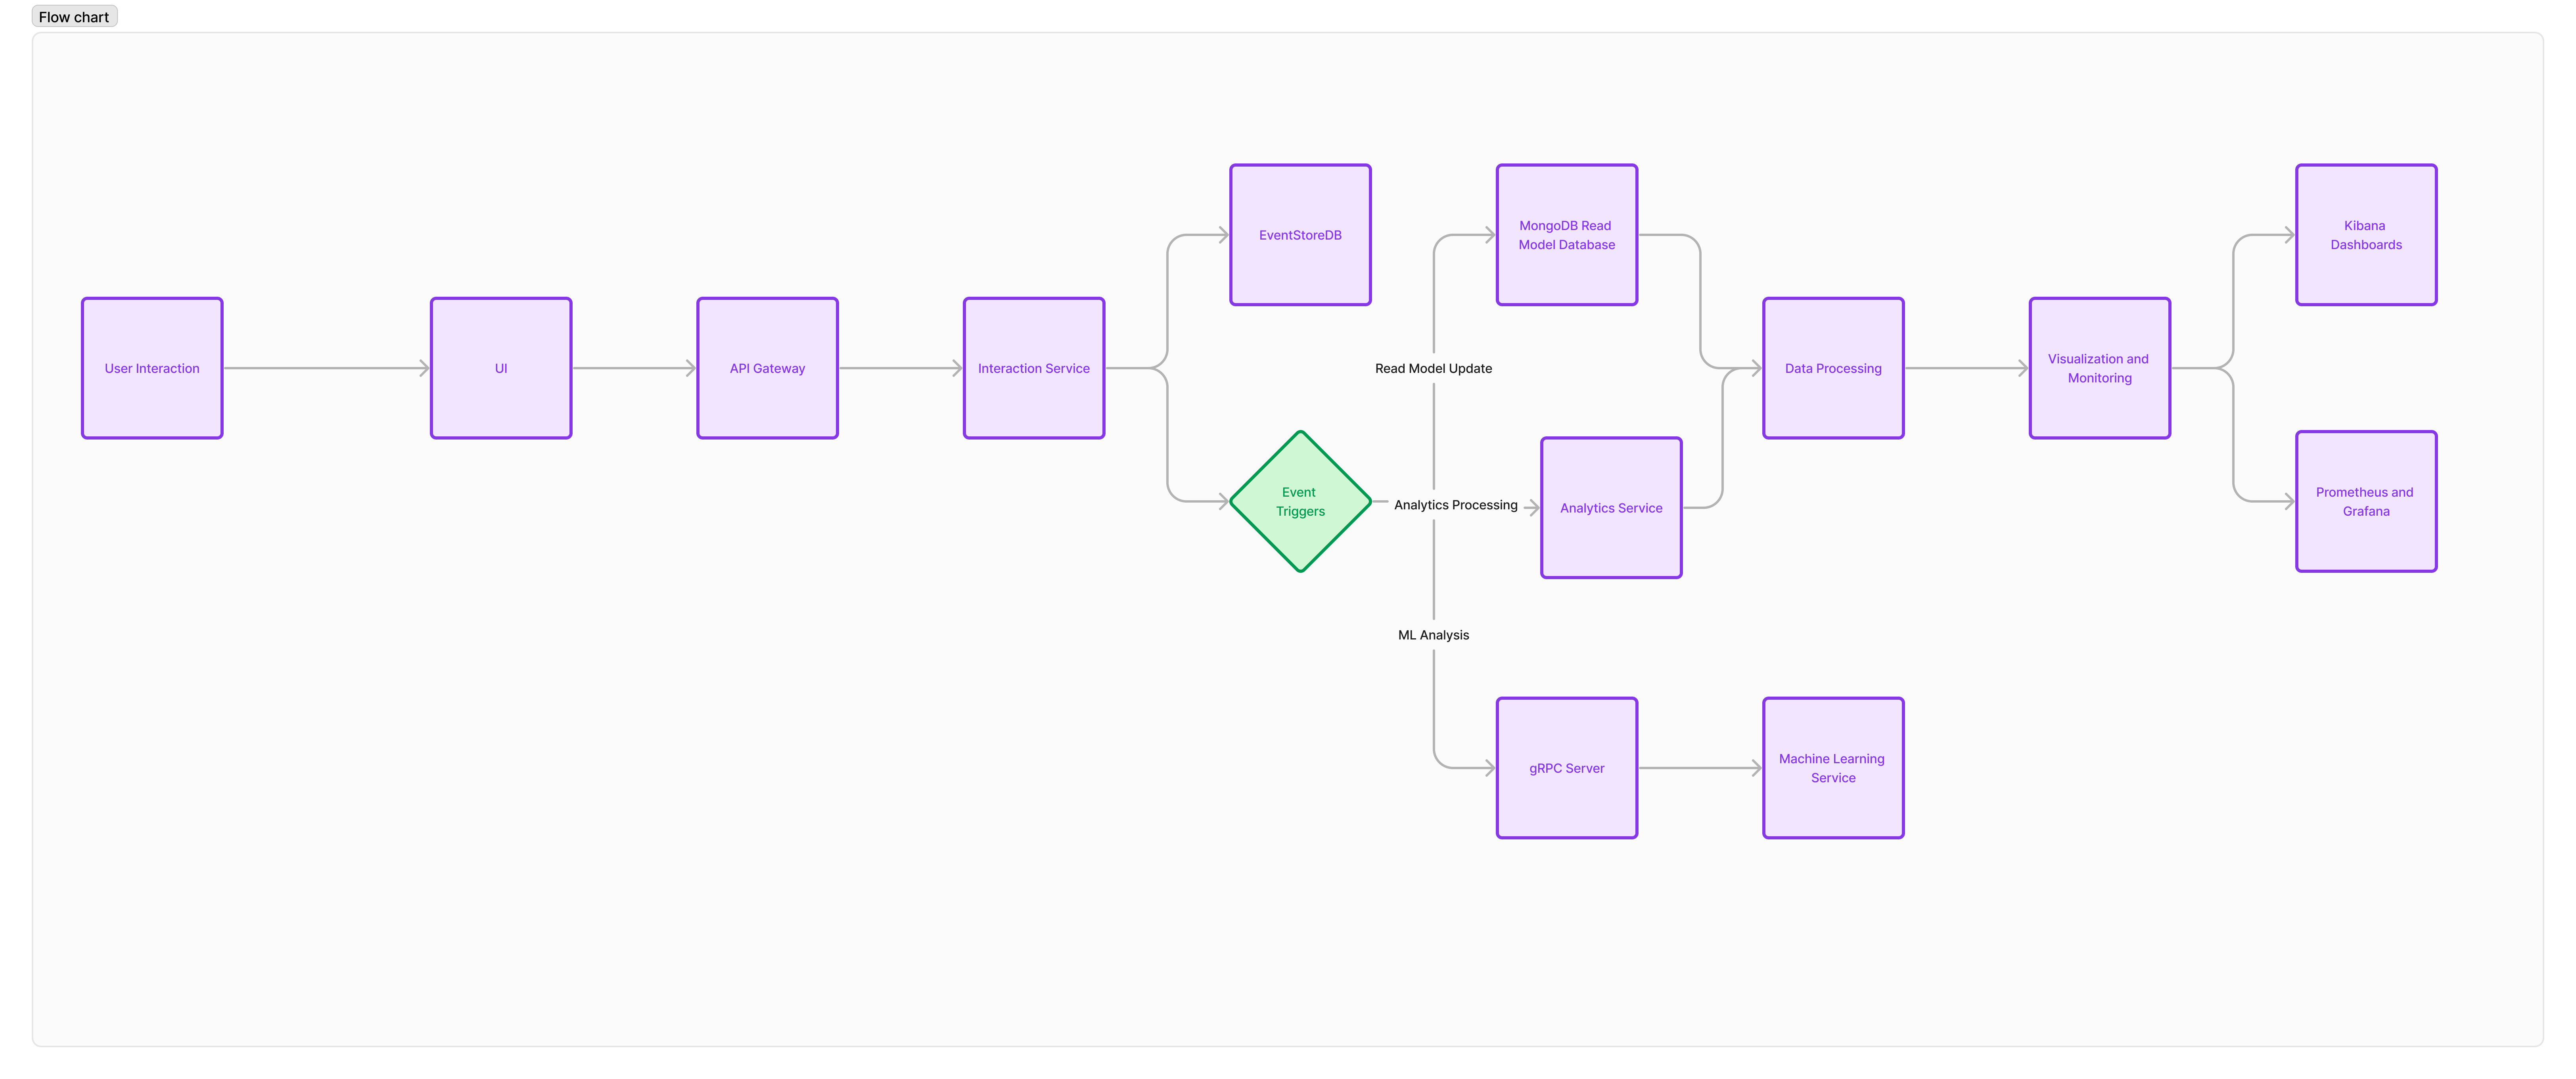 Flow chart
User Interaction
UI
API Gateway
Interaction Service
EventStoreDB
Event
Triggers
Read Model Update
Analytics Processing
ML Analysis
MongoDB Read
Model Database
Analytics Service
gRPC Server
Machine Learning
Service
Data Processing
Visualization and
Monitoring
Kibana
Dashboards
Prometheus and
Grafana